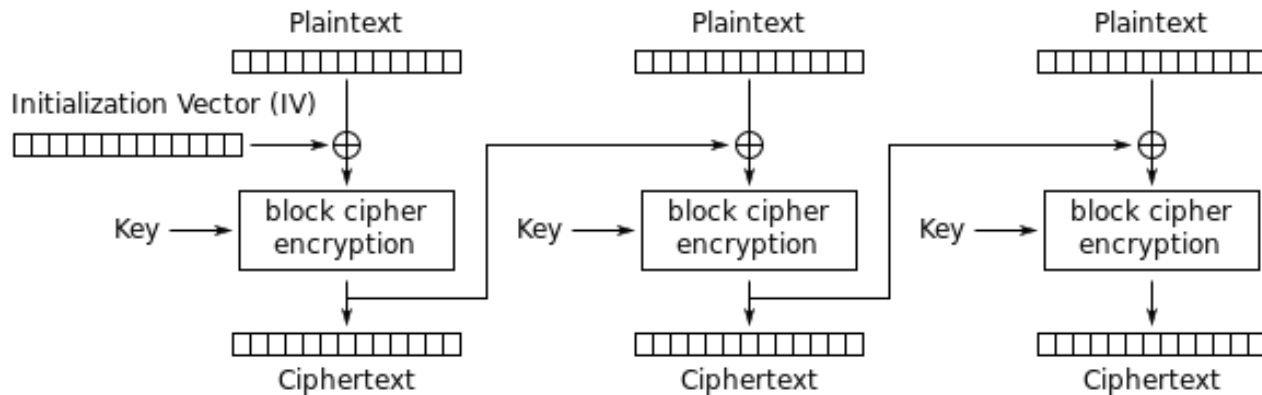 Plaintext
Plaintext
Plaintext
Initialization Vector (IV)
Key
block cipher
encryption
Key
block cipher
encryption
Key
block cipher
encryption
Ciphertext
Ciphertext
Ciphertext